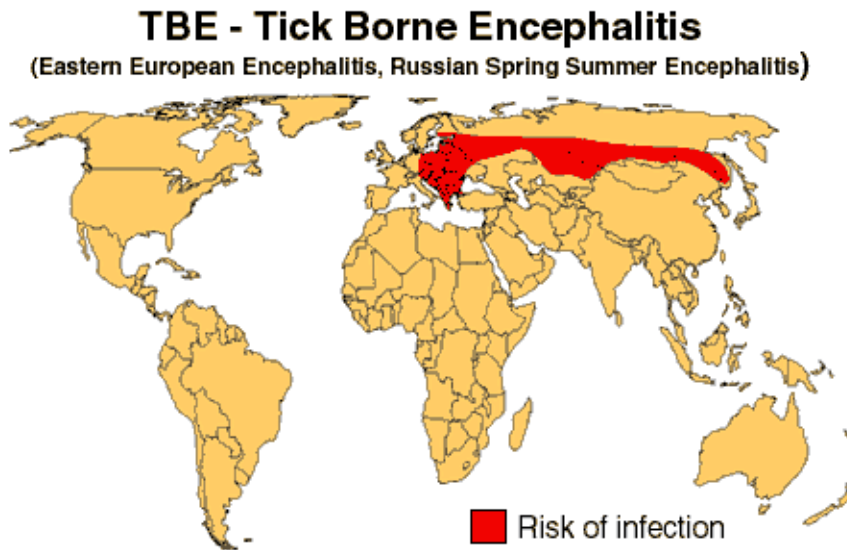 TBE - Tick Borne Encephalitis
(Eastern European Encephalitis, Russian Spring Summer Encephalitis)
Risk of infection